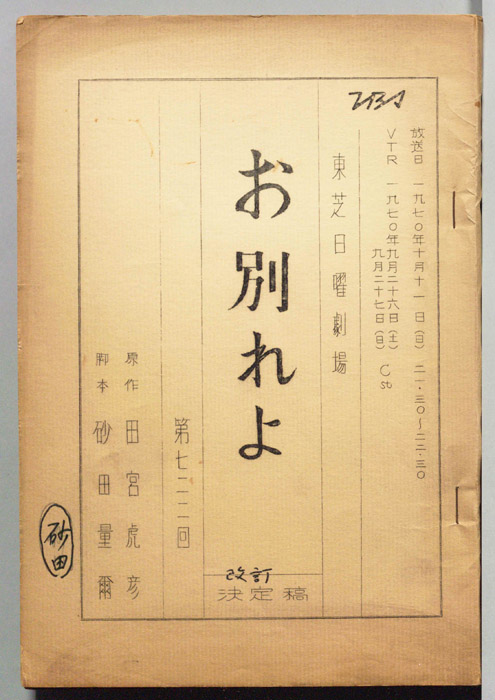 TBS
放送日 一九七〇年十月十一日（日）二一・三〇〜二二・三〇
VTR 一九七〇年九月二十六日（土）
九月二十七日（日） Cst
東芝日曜劇場
お別れよ
第七二二回
原作 田宮虎彦
脚本 砂田量爾
改訂
決定稿
砂田